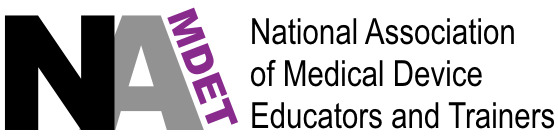 NA
MDET
National Association
of Medical Device
Educators and Trainers